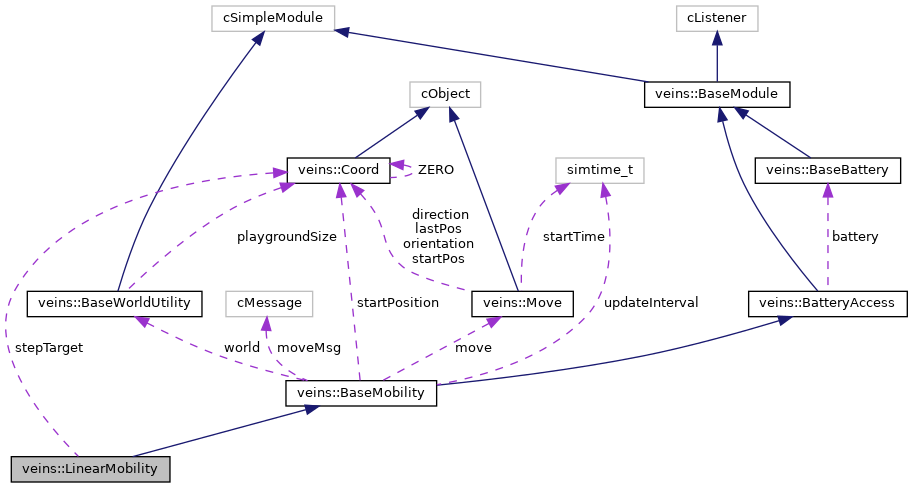 cSimpleModule
cListener
cObject
veins::BaseModule
veins::Coord
ZERO
simtime_t
veins::BaseBattery
direction
lastPos
orientation
startPos
playgroundSize
startTime
battery
veins::BaseWorldUtility
cMessage
startPosition
veins::Move
updateInterval
veins::BatteryAccess
stepTarget
world
moveMsg
move
veins::BaseMobility
veins::LinearMobility